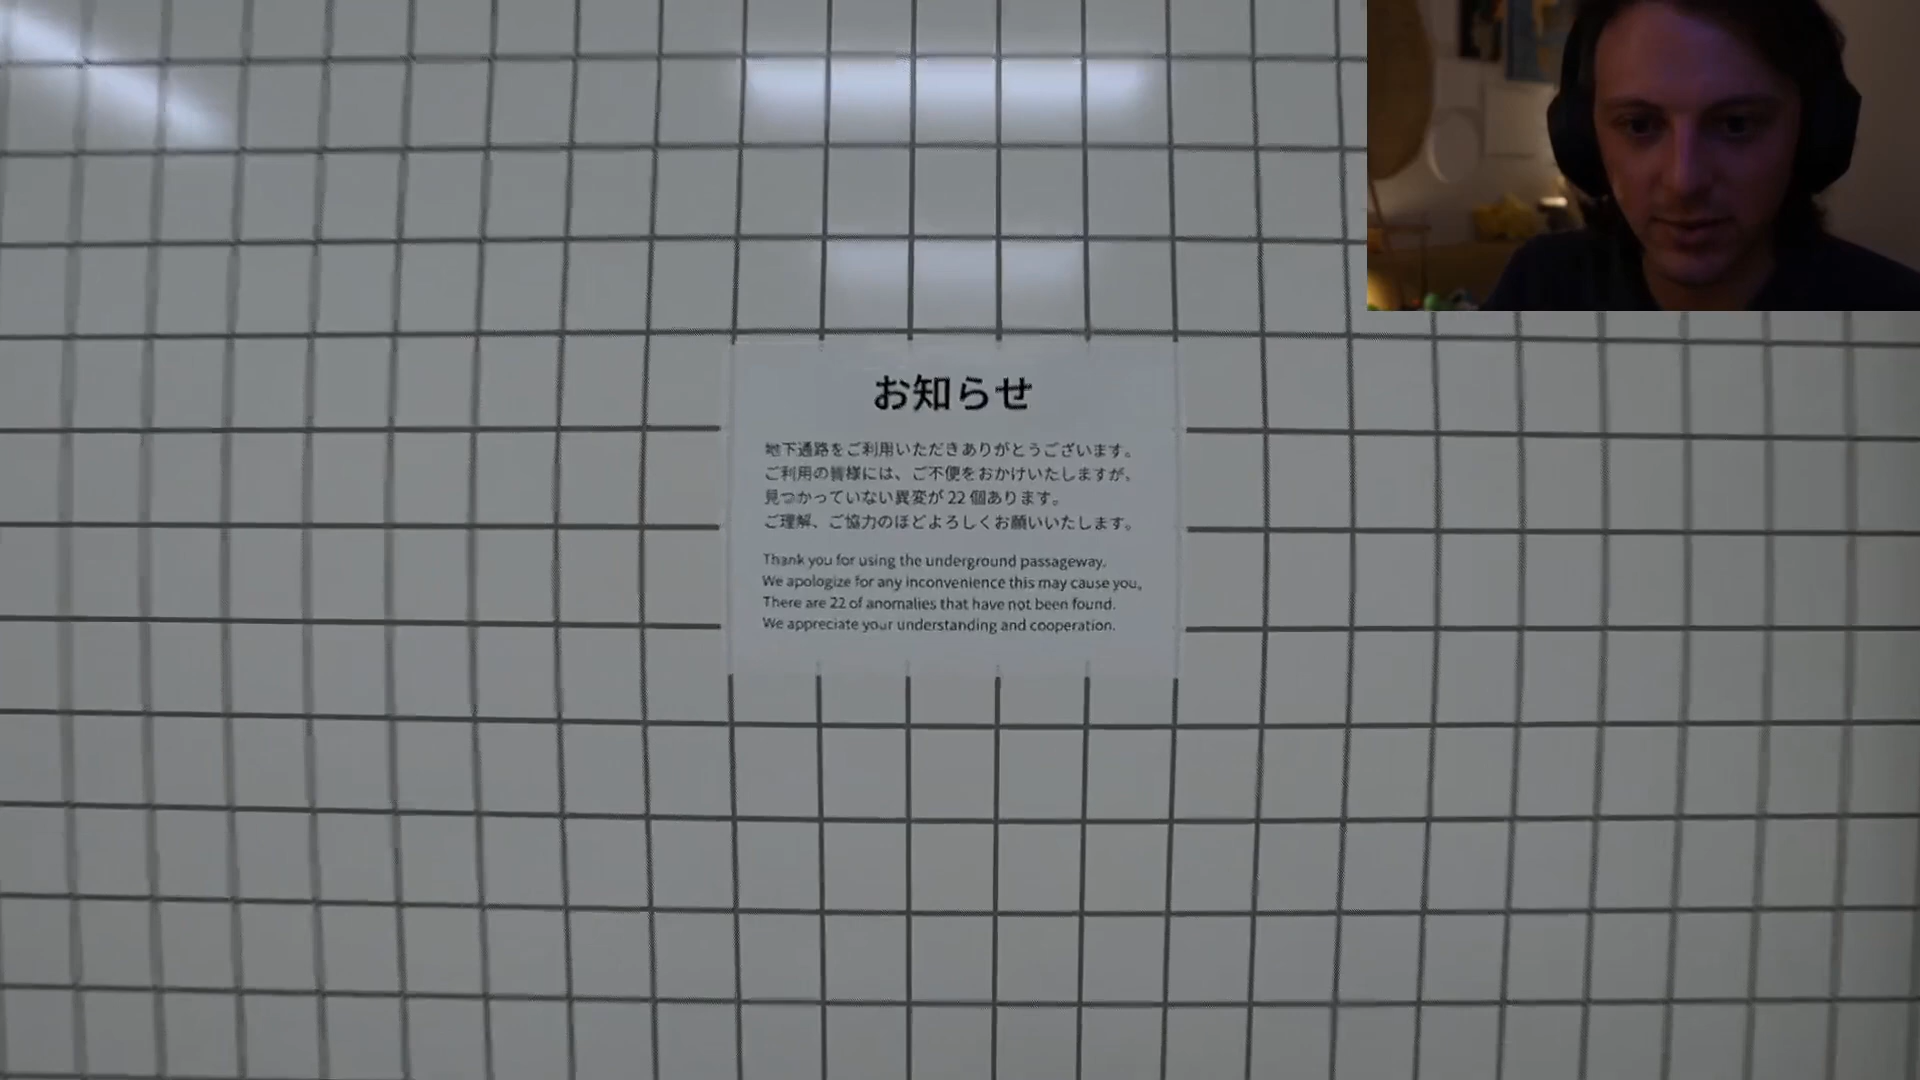 お知らせ
地下通路をご利用いただきありがとうございます。
ご利用の皆様には、ご不便をおかけいたしますが、
見つかっていない異変が 22 個あります。
ご理解、ご協力のほどよろしくお願いいたします。
Thank you for using the underground passageway.
We apologize for any inconvenience this may cause you,
There are 22 of anomalies that have not been found.
We appreciate your understanding and cooperation.